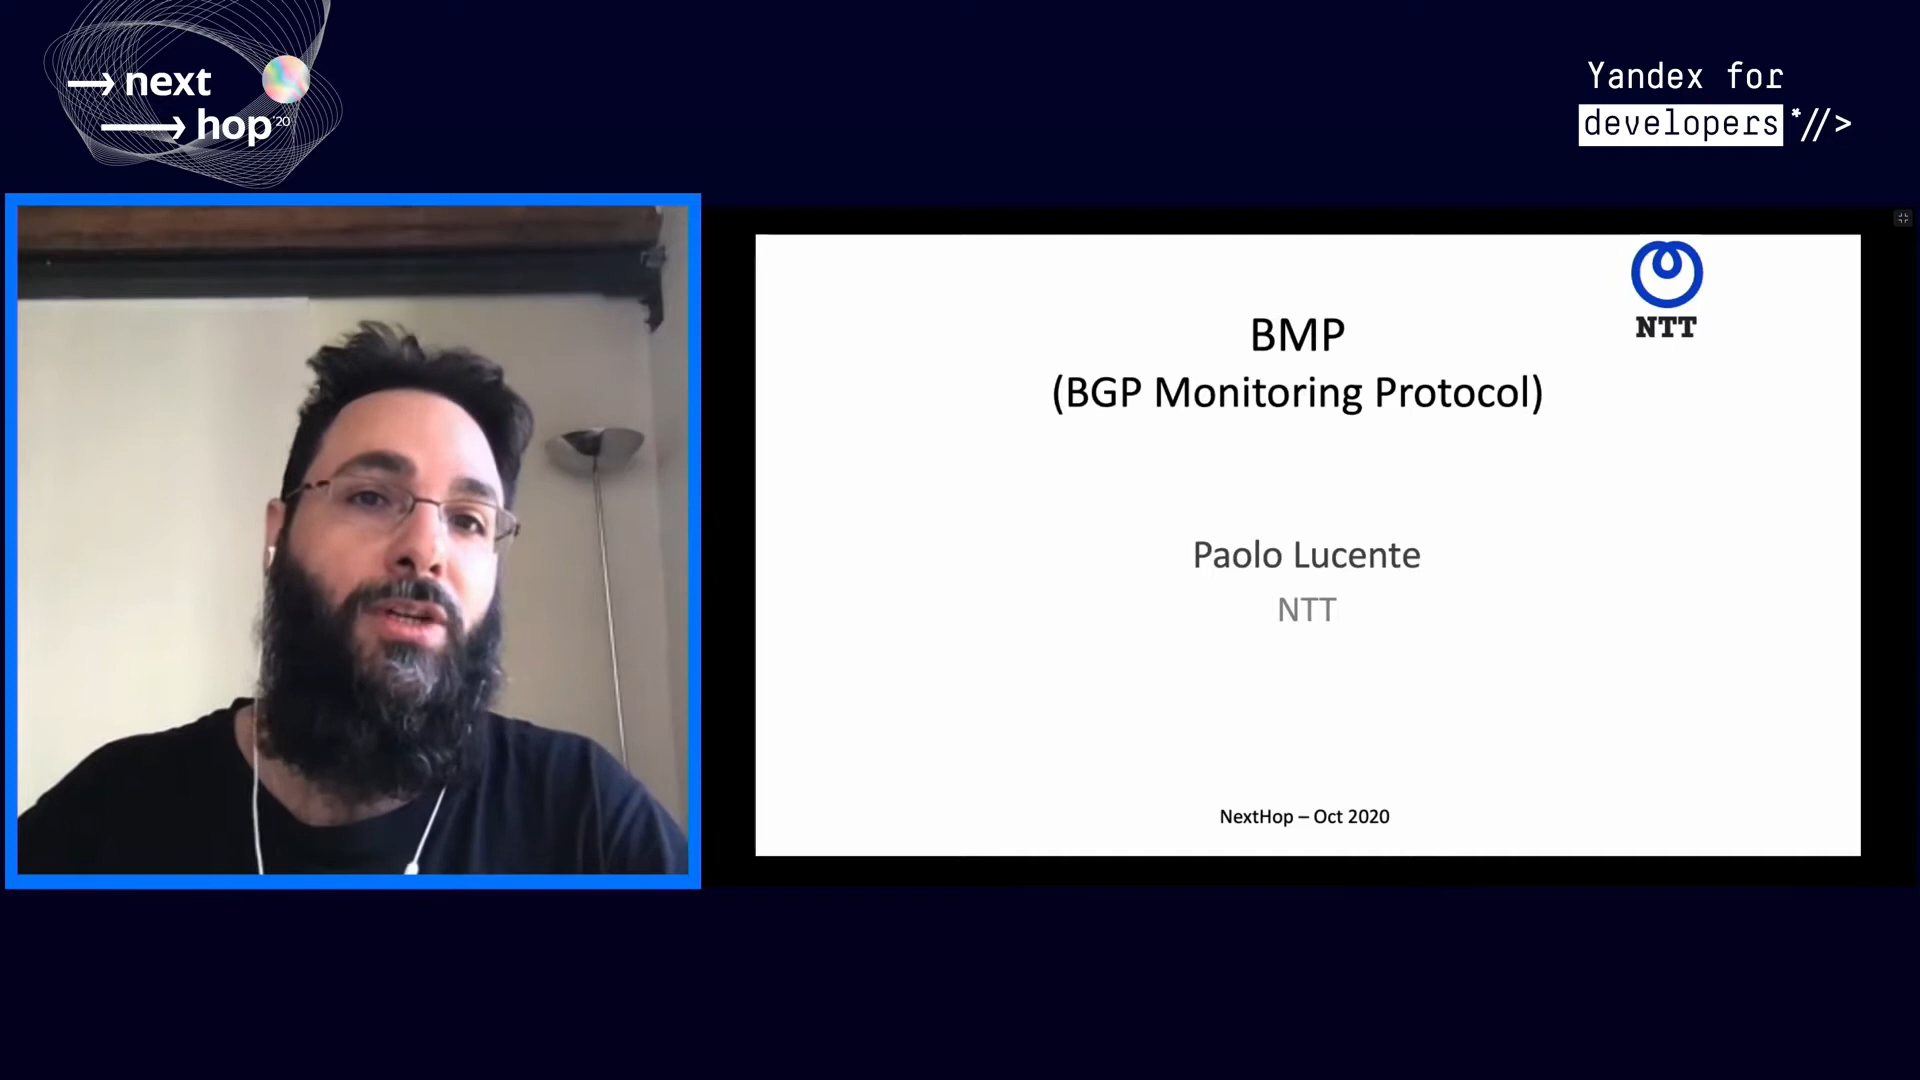 next
hop '20
Yandex for
developers *//>
NTT
BMP
(BGP Monitoring Protocol)
Paolo Lucente
NTT
NextHop – Oct 2020